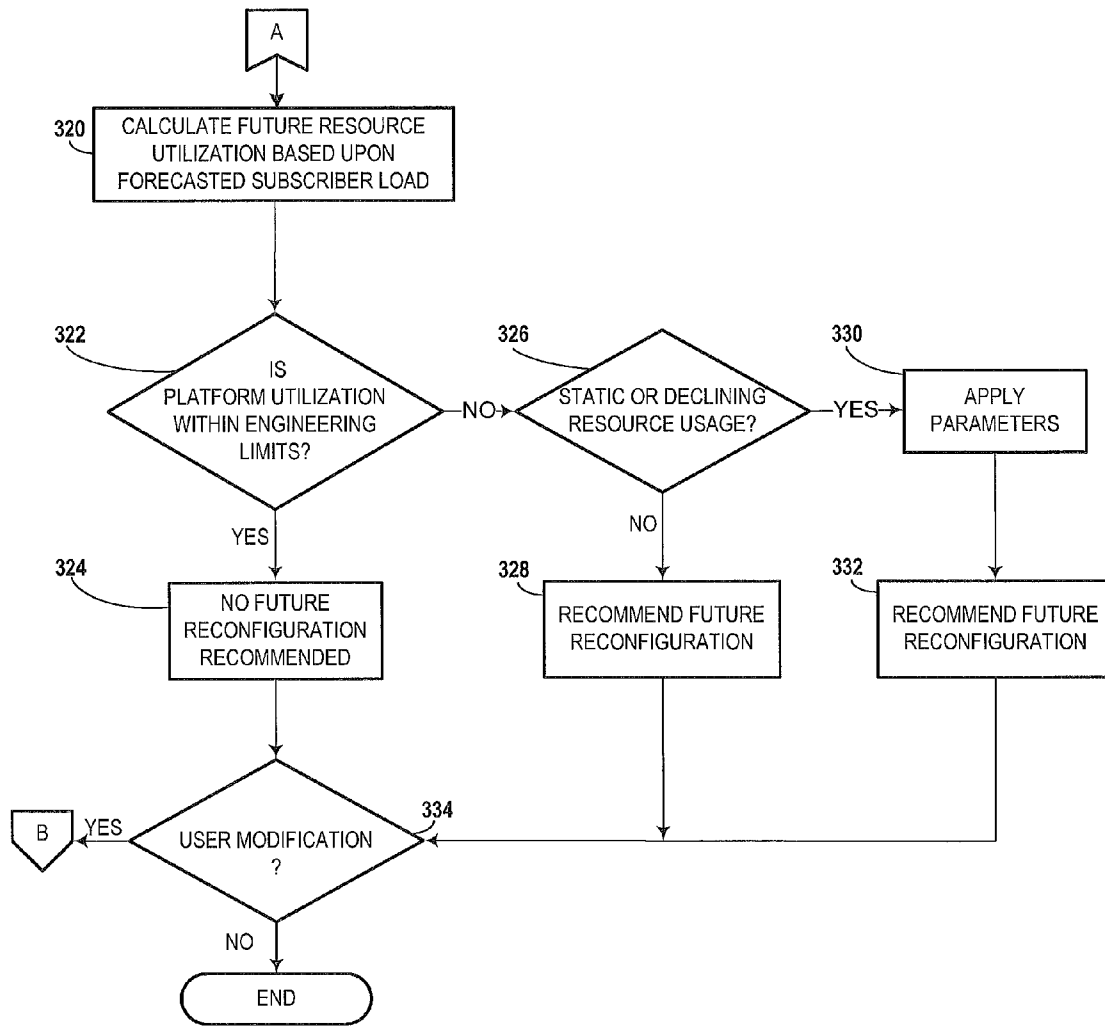 A
320
CALCULATE FUTURE RESOURCE
UTILIZATION BASED UPON
FORECASTED SUBSCRIBER LOAD
322
IS
PLATFORM UTILIZATION
WITHIN ENGINEERING
LIMITS?
NO
326
STATIC OR DECLINING
RESOURCE USAGE?
YES
330
APPLY
PARAMETERS
YES
NO
324
NO FUTURE
RECONFIGURATION
RECOMMENDED
328
RECOMMEND FUTURE
RECONFIGURATION
332
RECOMMEND FUTURE
RECONFIGURATION
B
YES
USER MODIFICATION
?
334
NO
END